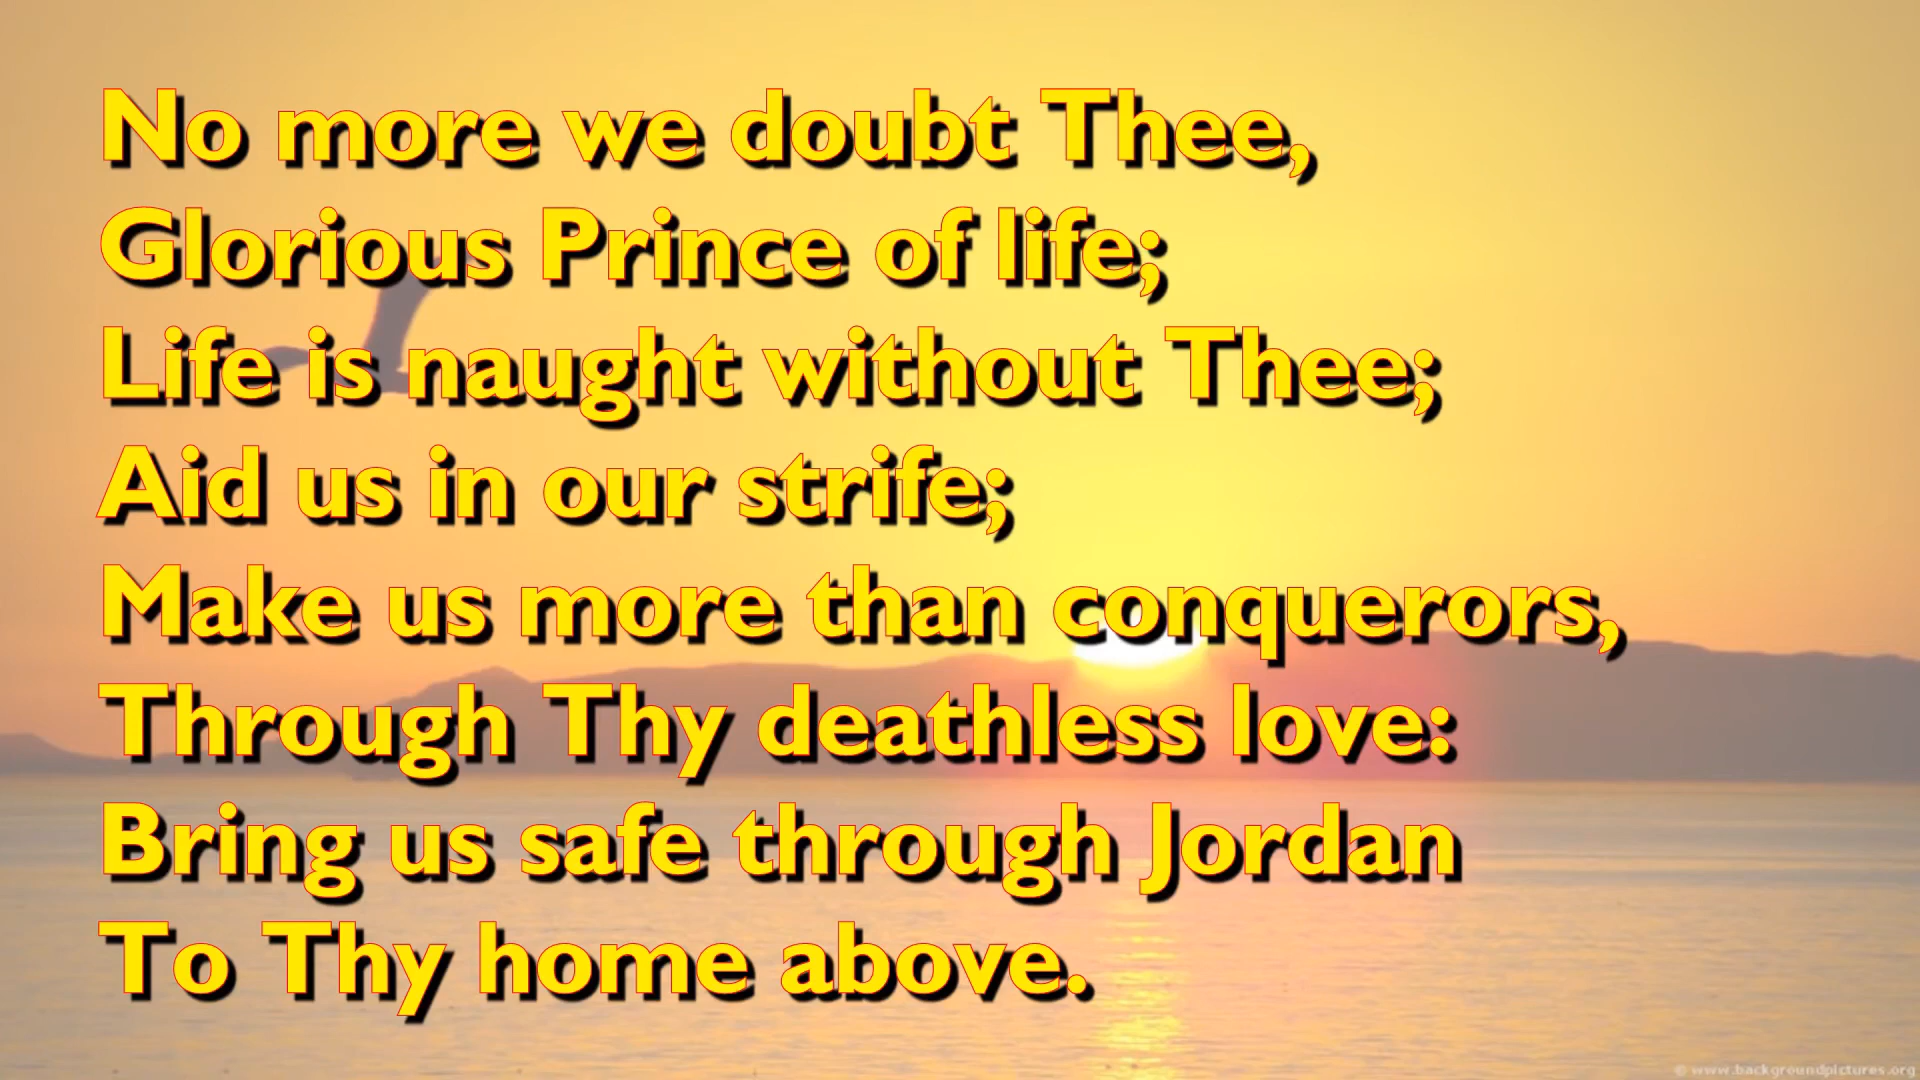 No more we doubt Thee,
Glorious Prince of life;
Life is naught without Thee;
Aid us in our strife;
Make us more than conquerors,
Through Thy deathless love:
Bring us safe through Jordan
To Thy home above.
© www.backgroundpictures.org